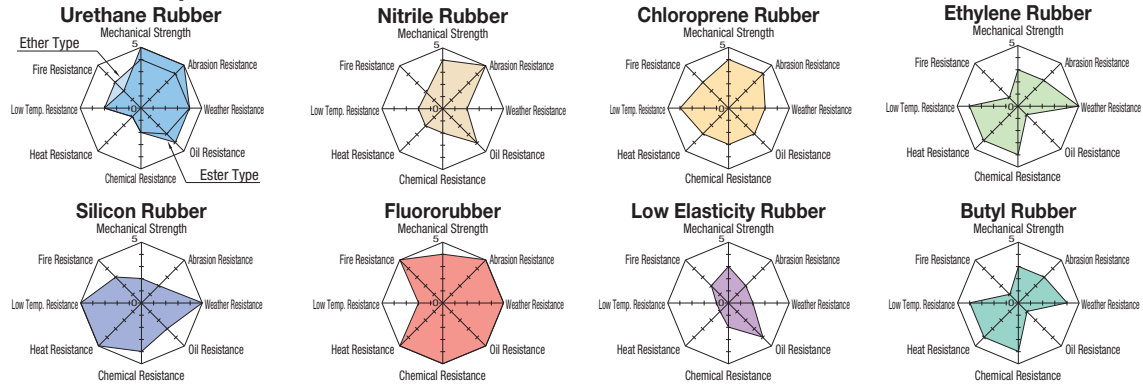 Urethane Rubber
Mechanical Strength
5
Ether Type
Fire Resistance
Abrasion Resistance
Low Temp. Resistance
0
Weather Resistance
Heat Resistance
Oil Resistance
Ester Type
Chemical Resistance
Nitrile Rubber
Mechanical Strength
5
Fire Resistance
Abrasion Resistance
Low Temp. Resistance
0
Weather Resistance
Heat Resistance
Oil Resistance
Chemical Resistance
Chloroprene Rubber
Mechanical Strength
5
Fire Resistance
Abrasion Resistance
Low Temp. Resistance
0
Weather Resistance
Heat Resistance
Oil Resistance
Chemical Resistance
Ethylene Rubber
Mechanical Strength
5
Fire Resistance
Abrasion Resistance
Low Temp. Resistance
0
Weather Resistance
Heat Resistance
Oil Resistance
Chemical Resistance
Silicon Rubber
Mechanical Strength
5
Fire Resistance
Abrasion Resistance
Low Temp. Resistance
0
Weather Resistance
Heat Resistance
Oil Resistance
Chemical Resistance
Fluororubber
Mechanical Strength
5
Fire Resistance
Abrasion Resistance
Low Temp. Resistance
0
Weather Resistance
Heat Resistance
Oil Resistance
Chemical Resistance
Low Elasticity Rubber
Mechanical Strength
5
Fire Resistance
Abrasion Resistance
Low Temp. Resistance
0
Weather Resistance
Heat Resistance
Oil Resistance
Chemical Resistance
Butyl Rubber
Mechanical Strength
5
Fire Resistance
Abrasion Resistance
Low Temp. Resistance
0
Weather Resistance
Heat Resistance
Oil Resistance
Chemical Resistance